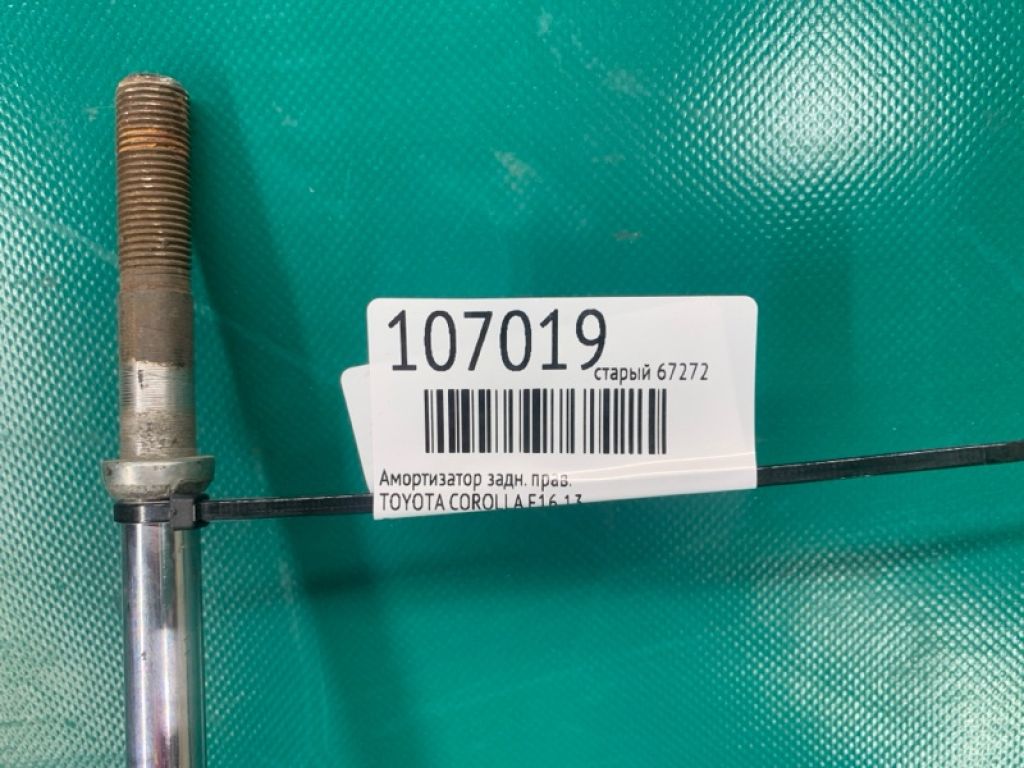 107019
старый 67272
Амортизатор задн. прав.
TOYOTA COROLLA E16 13